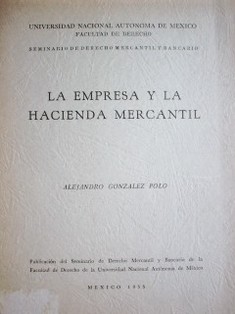 UNIVERSIDAD NACIONAL AUTONOMA DE MEXICO
FACULTAD DE DERECHO
SEMINARIO DE DERECHO MERCANTIL Y BANCARIO
LA EMPRESA Y LA
HACIENDA MERCANTIL
ALEJANDRO GONZALEZ POLO
Publicación del Seminario de Derecho Mercantil y Bancario de la
Facultad de Derecho de la Universidad Nacional Autónoma de México
MEXICO 1955